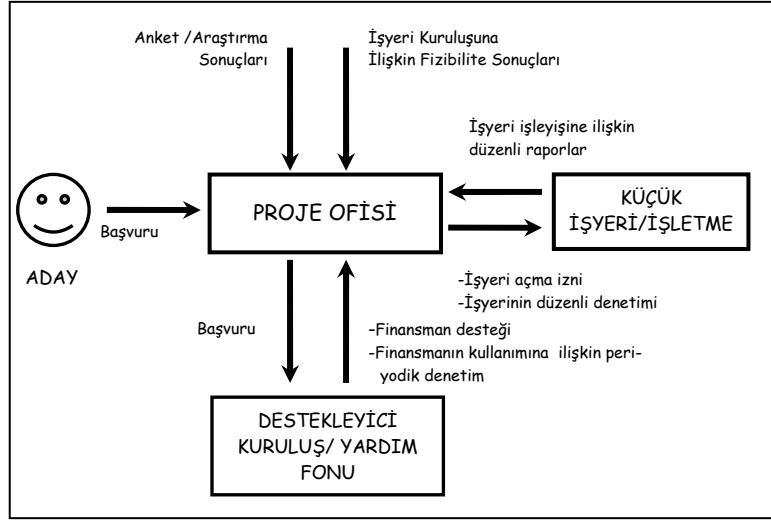 Anket /Araştırma
Sonuçları
İşyeri Kuruluşuna
İlişkin Fizibilite Sonuçları
İşyeri işleyişine ilişkin
düzenli raporlar
PROJE OFİSİ
KÜÇÜK
İŞYERİ/İŞLETME
Başvuru
ADAY
-İşyeri açma izni
-İşyerinin düzenli denetimi
Başvuru
-Finansman desteği
-Finansmanın kullanımına ilişkin peri-
yodik denetim
DESTEKLEYİCİ
KURULUŞ/ YARDIM
FONU